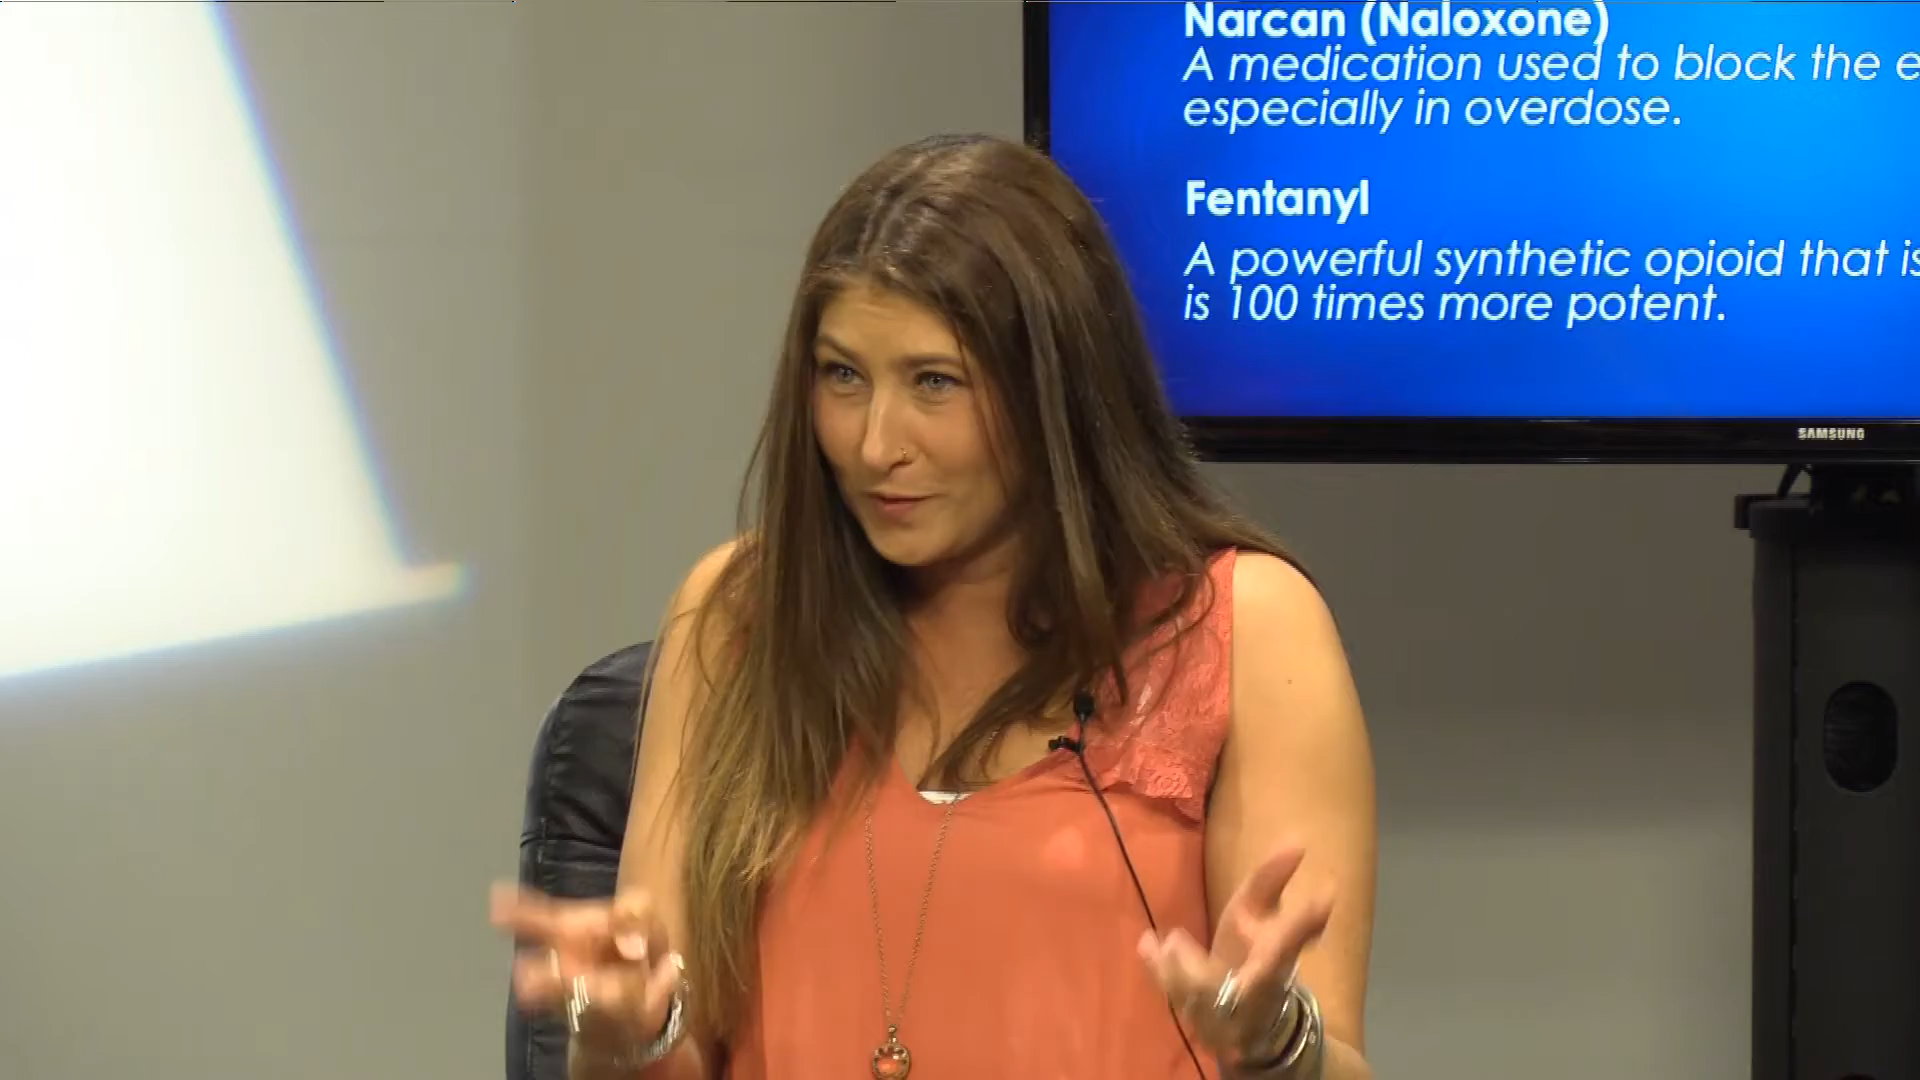 Narcan (Naloxone)
A medication used to block the e
especially in overdose.
Fentanyl
A powerful synthetic opioid that is
is 100 times more potent.
SAMSUNG